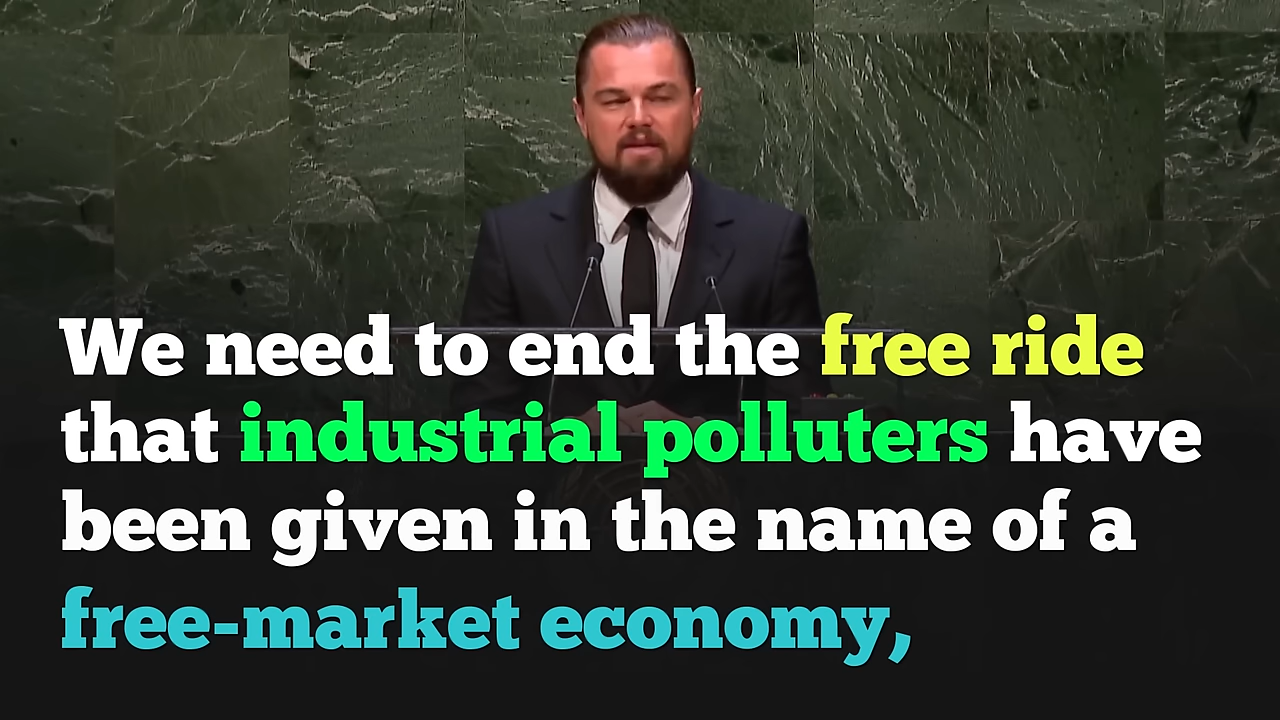 We need to end the free ride
that industrial polluters have
been given in the name of a
free-market economy,